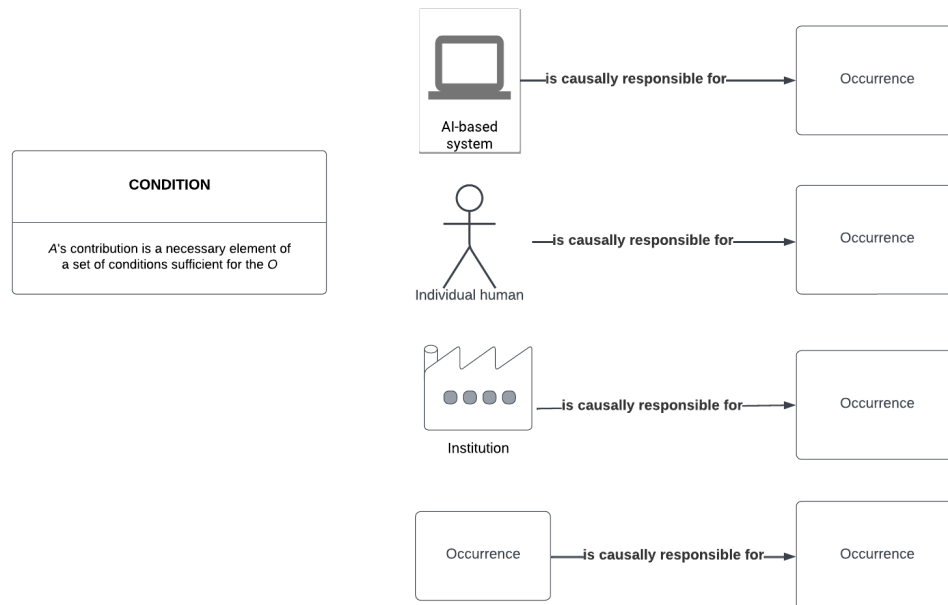 CONDITION
A's contribution is a necessary element of
a set of conditions sufficient for the O
AI-based
system
is causally responsible for
Occurrence
Individual human
is causally responsible for
Occurrence
Institution
is causally responsible for
Occurrence
Occurrence
is causally responsible for
Occurrence